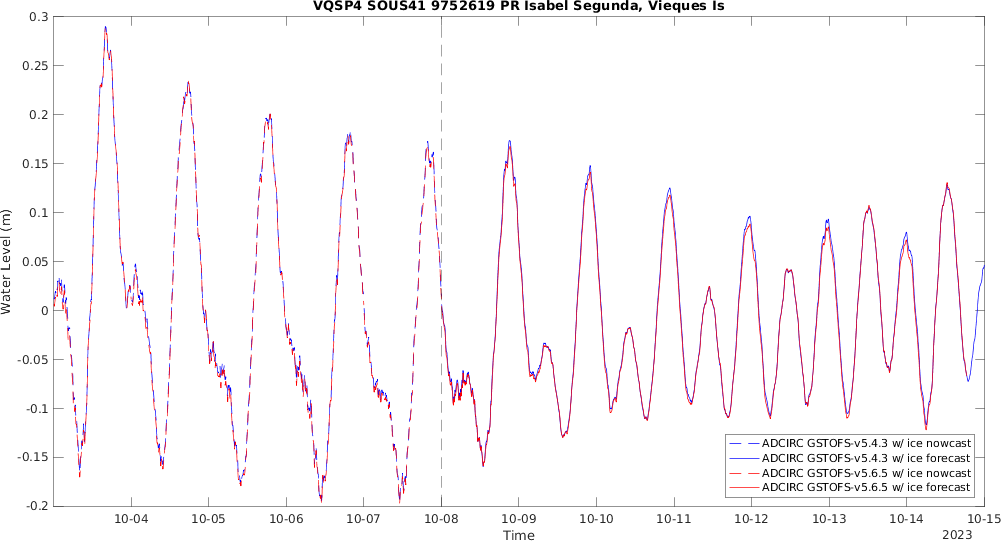 VQSP4 SOUS41 9752619 PR Isabel Segunda, Vieques Is
0.3
0.25
0.2
0.15
0.1
0.05
0
-0.05
-0.1
-0.15
-0.2
Water Level (m)
10-04 10-05 10-06 10-07 10-08 10-09 10-10 10-11 10-12 10-13 10-14 10-15
Time
2023
ADCIRC GSTOFS-v5.4.3 w/ ice nowcast
ADCIRC GSTOFS-v5.4.3 w/ ice forecast
ADCIRC GSTOFS-v5.6.5 w/ ice nowcast
ADCIRC GSTOFS-v5.6.5 w/ ice forecast